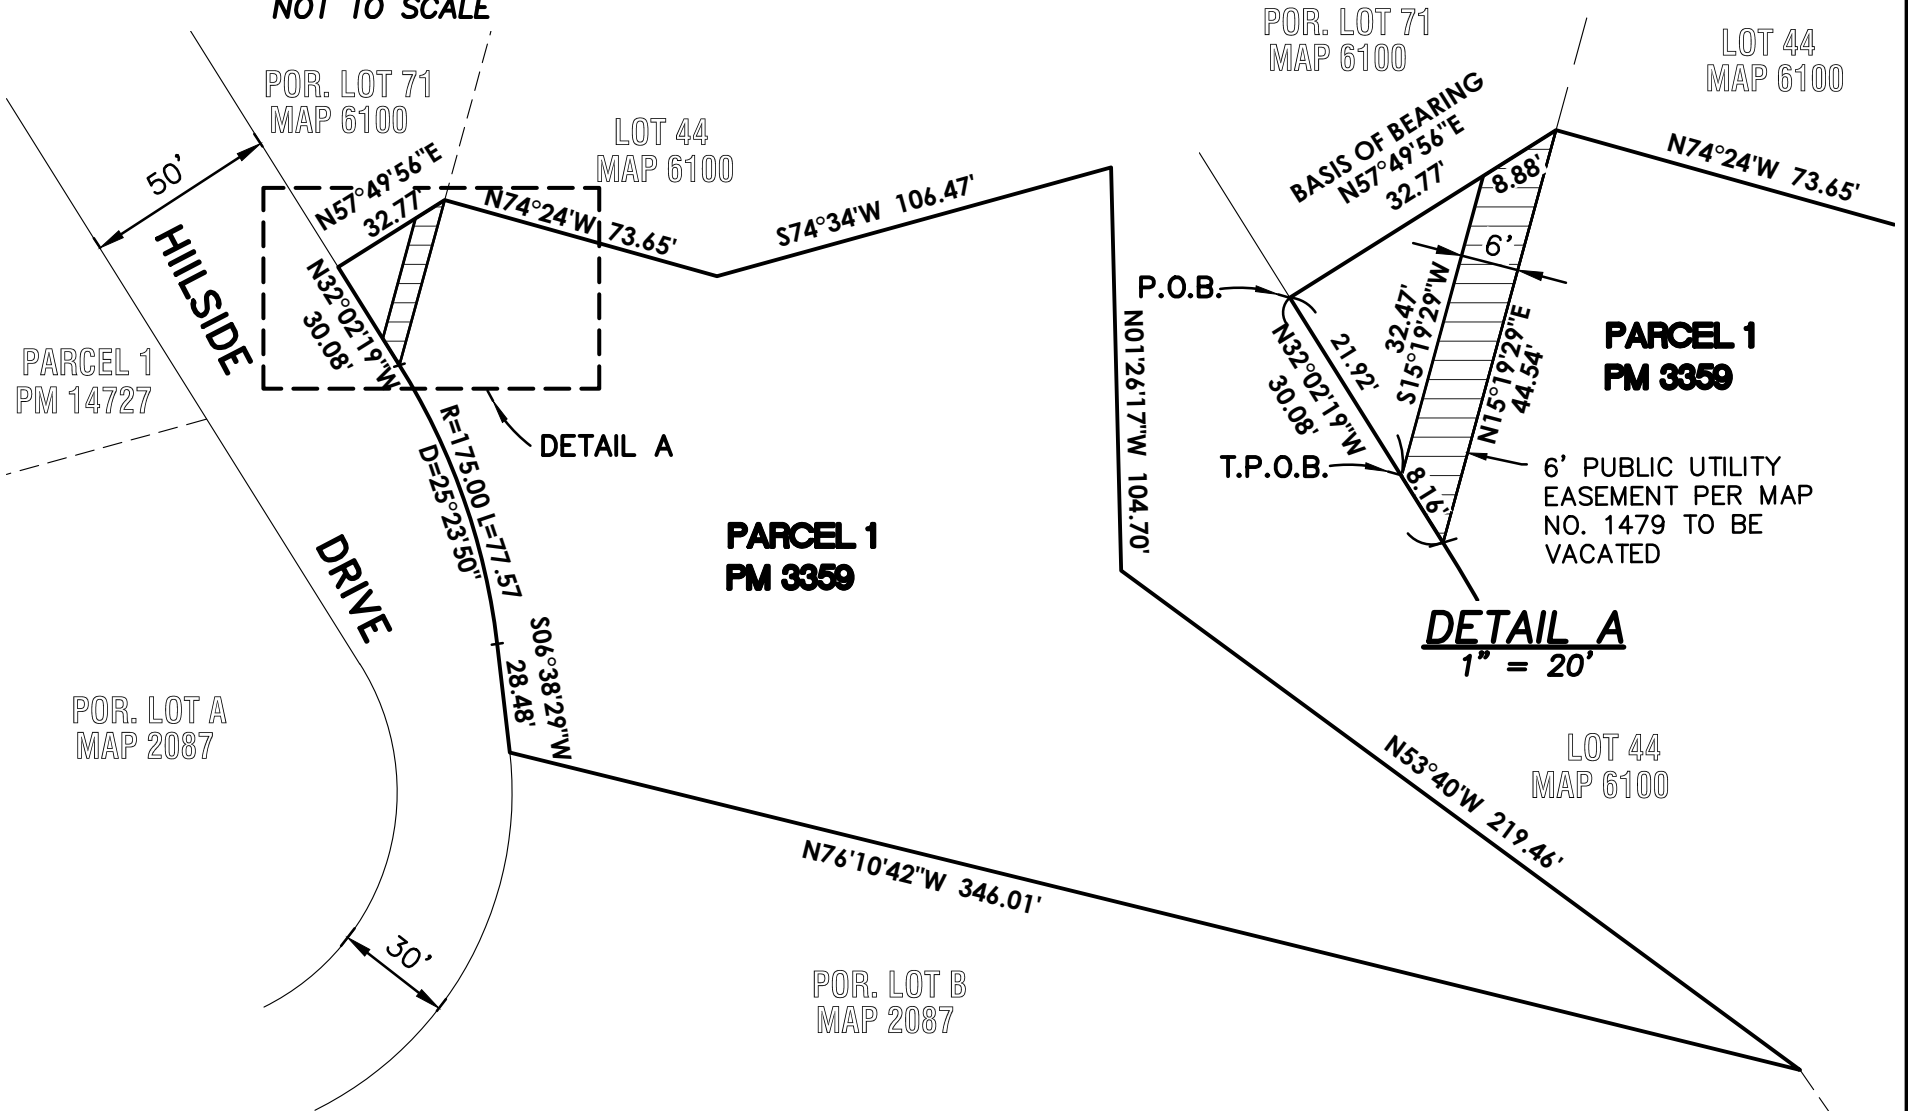 NOT TO SCALE
POR. LOT 71
MAP 6100
LOT 44
MAP 6100
50'
N57°49'56"E
32.77'
N74°24'W 73.65'
S74°34'W 106.47'
HIILSIDE
DRIVE
N32°02'19"W
30.08'
PARCEL 1
PM 14727
DETAIL A
R=175.00 L=77.57
D=25°23'50"
N01°26'17"W 104.70'
PARCEL 1
PM 3359
S06°38'29"W
28.48'
POR. LOT A
MAP 2087
N76'10'42"W 346.01'
N53°40'W 219.46'
30'
POR. LOT B
MAP 2087
POR. LOT 71
MAP 6100
LOT 44
MAP 6100
BASIS OF BEARING
N57°49'56"E
32.77'
8.88'
N74°24'W 73.65'
6'
P.O.B.
32.47'
S15°19'29"W
N15°19'29"E
44.54'
PARCEL 1
PM 3359
21.92'
N32°02'19"W
30.08'
T.P.O.B.
8.16"
6' PUBLIC UTILITY
EASEMENT PER MAP
NO. 1479 TO BE
VACATED
DETAIL A
1" = 20'
LOT 44
MAP 6100